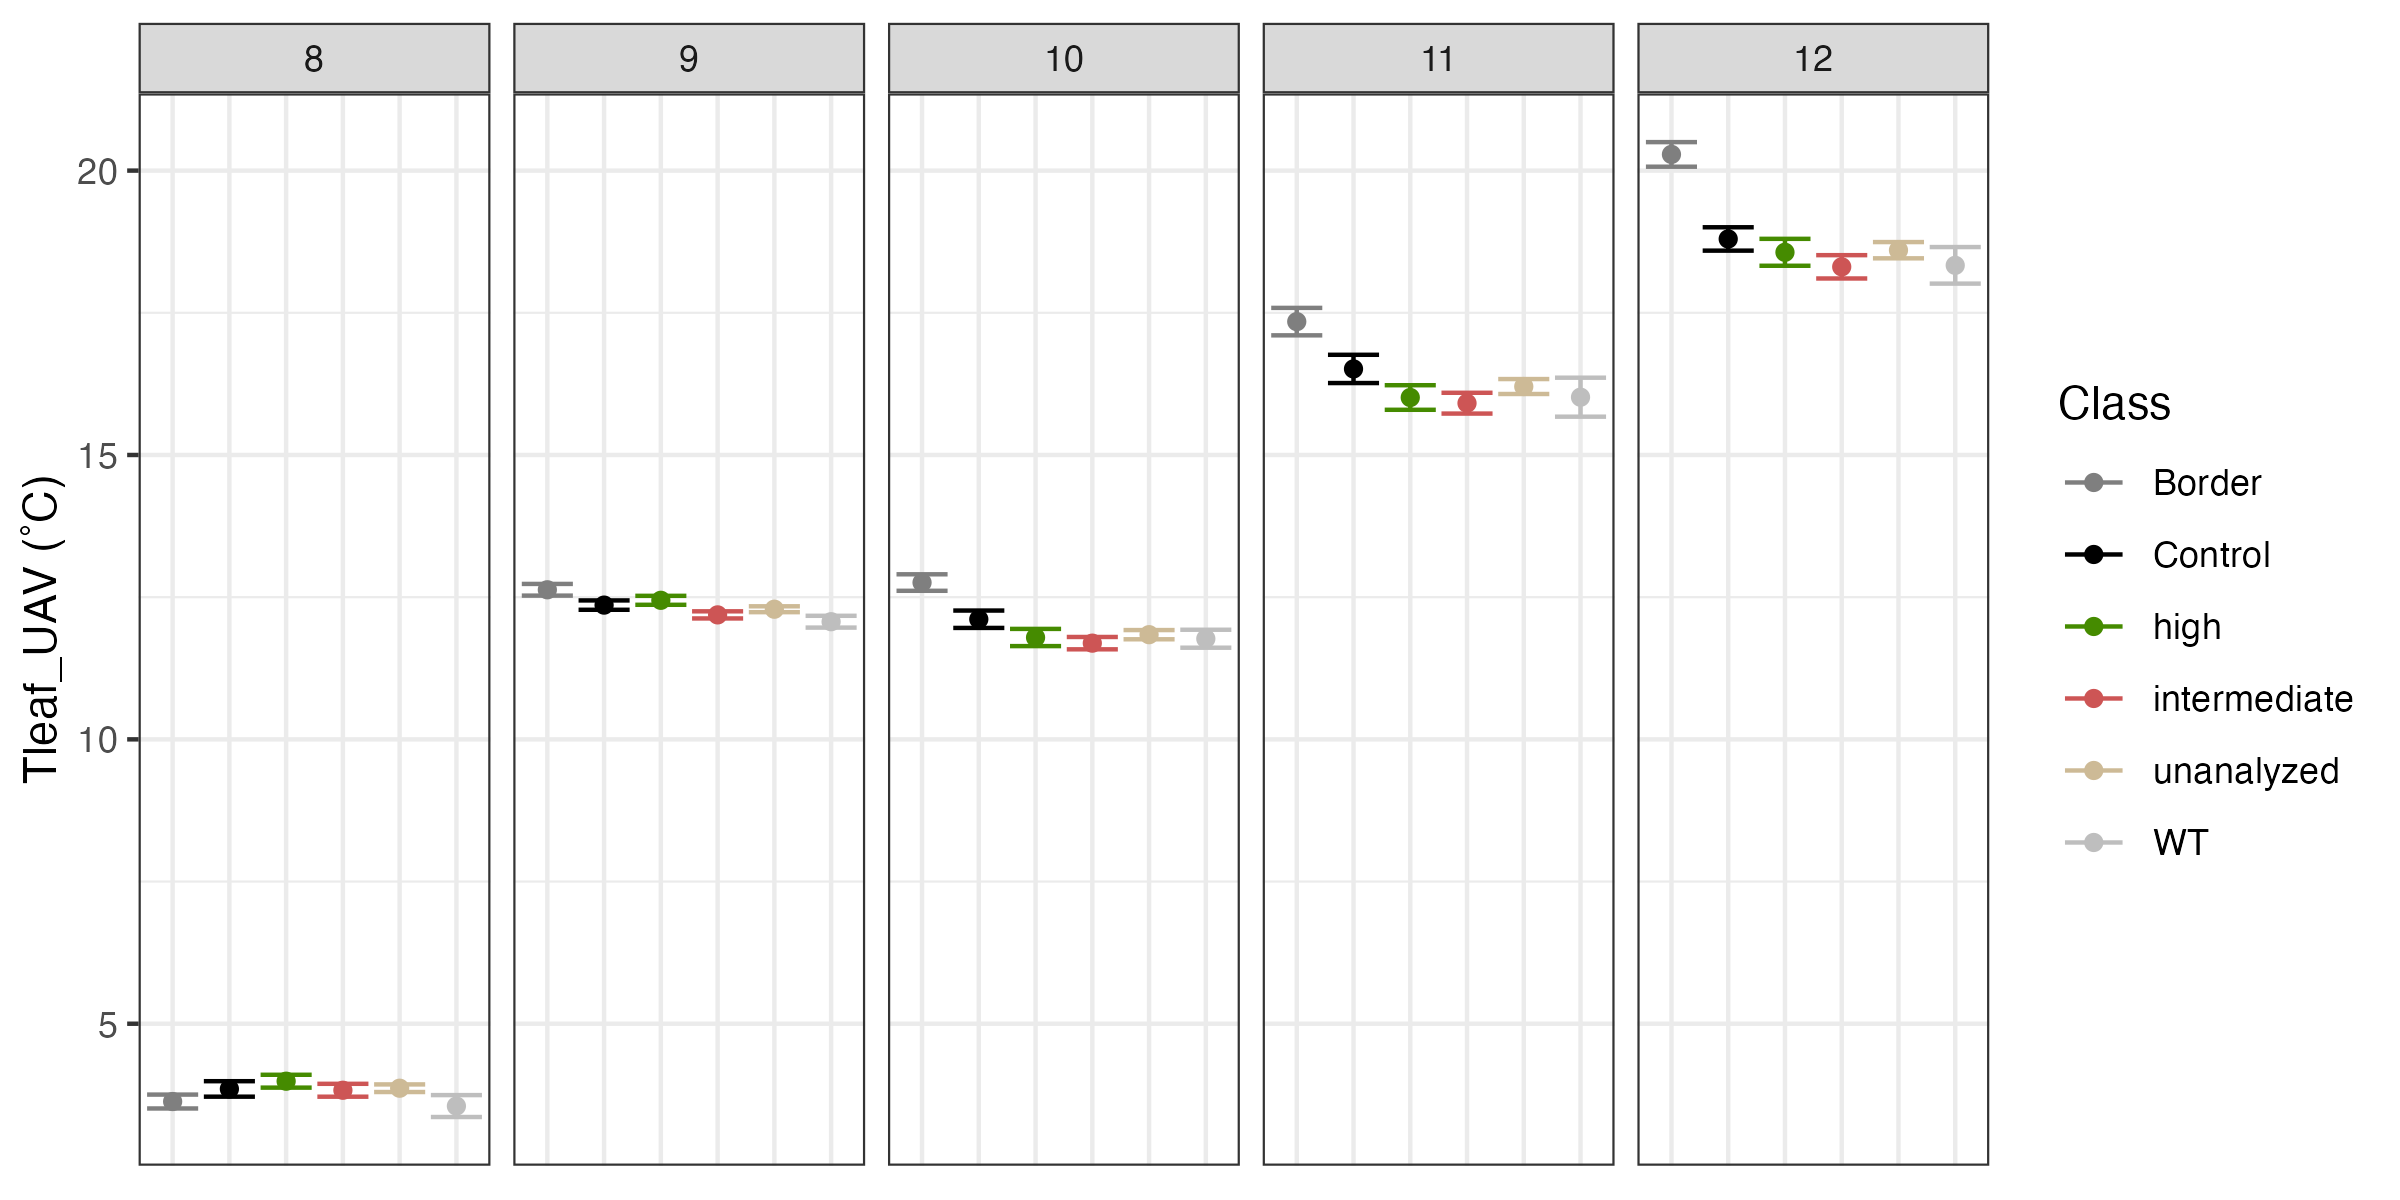 8 9 10 11 12
20
15
10
5
Tleaf_UAV (˚C)
Class
Border
Control
high
intermediate
unanalyzed
WT